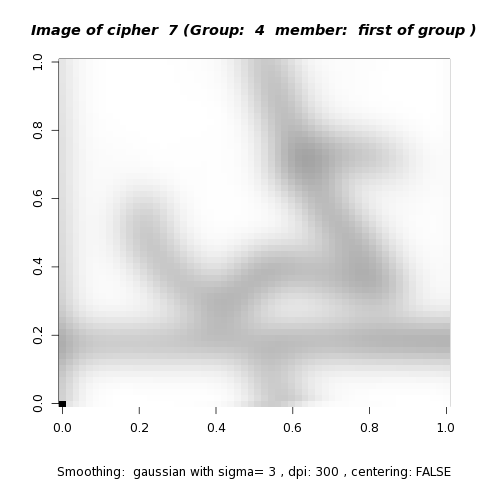 Image of cipher 7 (Group: 4 member: first of group )
1.0
0.8
0.6
0.4
0.2
0.0
0.0 0.2 0.4 0.6 0.8 1.0
Smoothing: gaussian with sigma= 3 , dpi: 300 , centering: FALSE